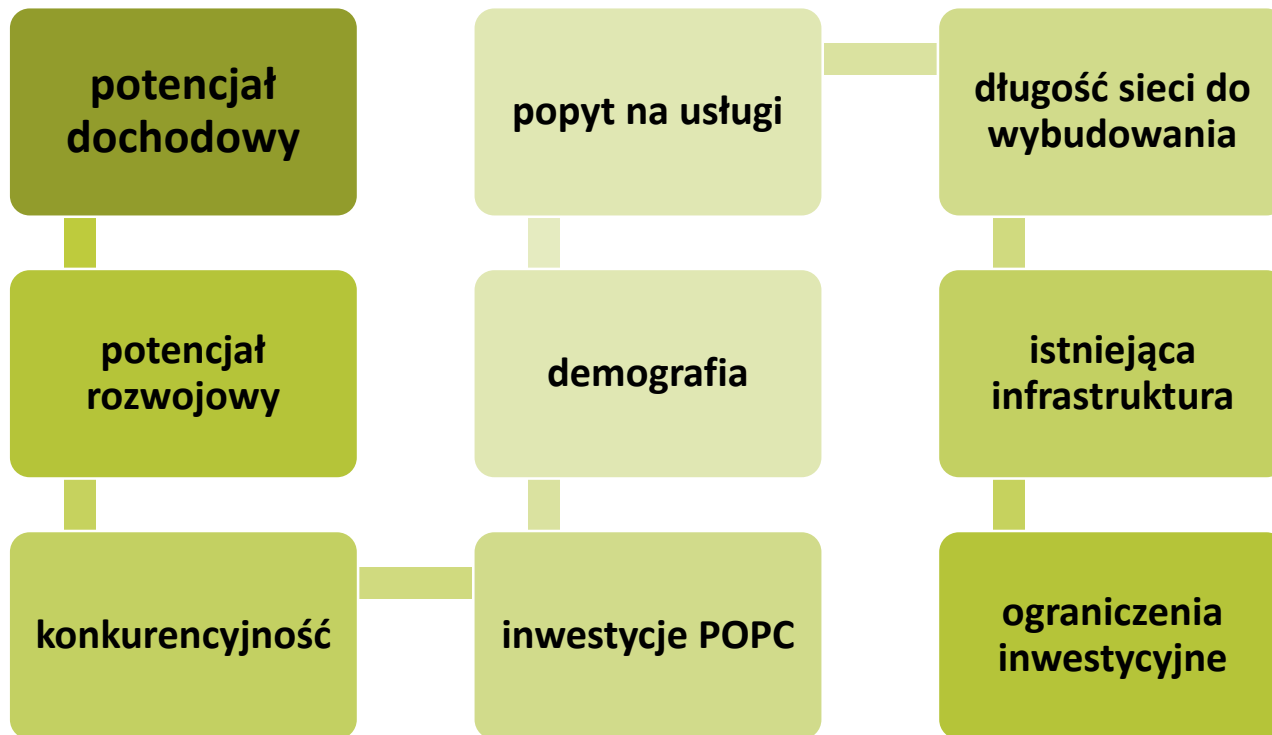 potencjał
dochodowy
potencjał
rozwojowy
konkurencyjność
inwestycje POPC
demografia
popyt na usługi
długość sieci do
wybudowania
istniejąca
infrastruktura
ograniczenia
inwestycyjne